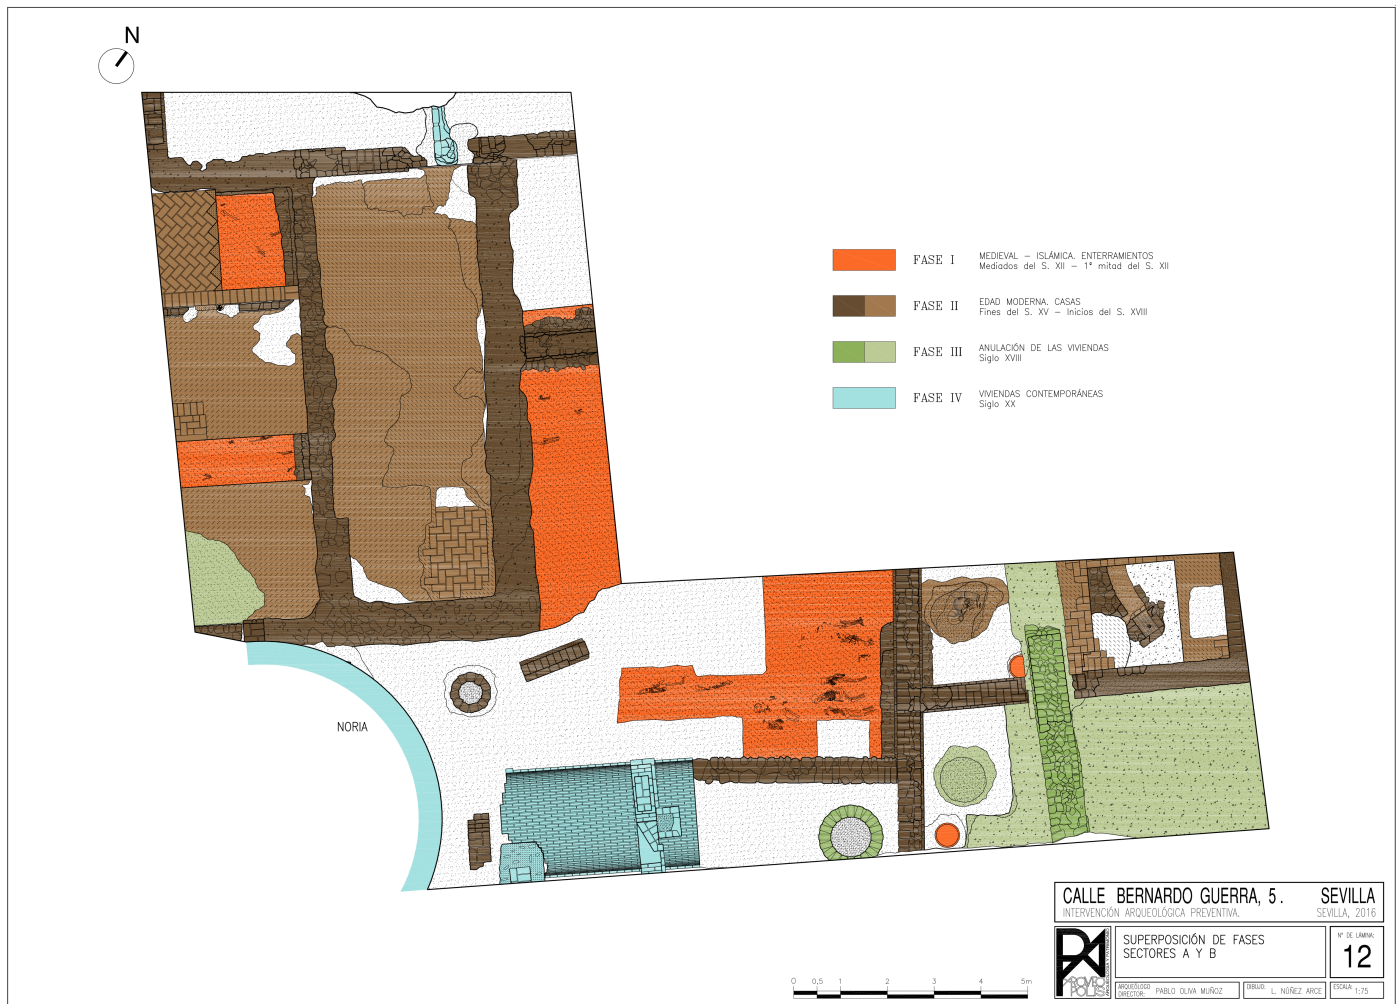 N
FASE I
MEDIEVAL – ISLÁMICA. ENTERRAMIENTOS
Mediados del S. XII – 1ª mitad del S. XII
FASE II
EDAD MODERNA. CASAS
Fines del S. XV – Inicios del S. XVIII
FASE III
ANULACIÓN DE LAS VIVIENDAS
Siglo XVIII
FASE IV
VIVIENDAS CONTEMPORÁNEAS
Siglo XX
NORIA
CALLE BERNARDO GUERRA, 5. SEVILLA
INTERVENCIÓN ARQUEOLÓGICA PREVENTIVA. SEVILLA, 2016
SUPERPOSICIÓN DE FASES
SECTORES A Y B
Nº DE LÁMINA:
12
ARQUEÓLOGO
DIRECTOR: PABLO OLIVA MUÑOZ
DIBUJO: L. NÚÑEZ ARCE
ESCALA: 1:75
0 0,5 1 2 3 4 5m